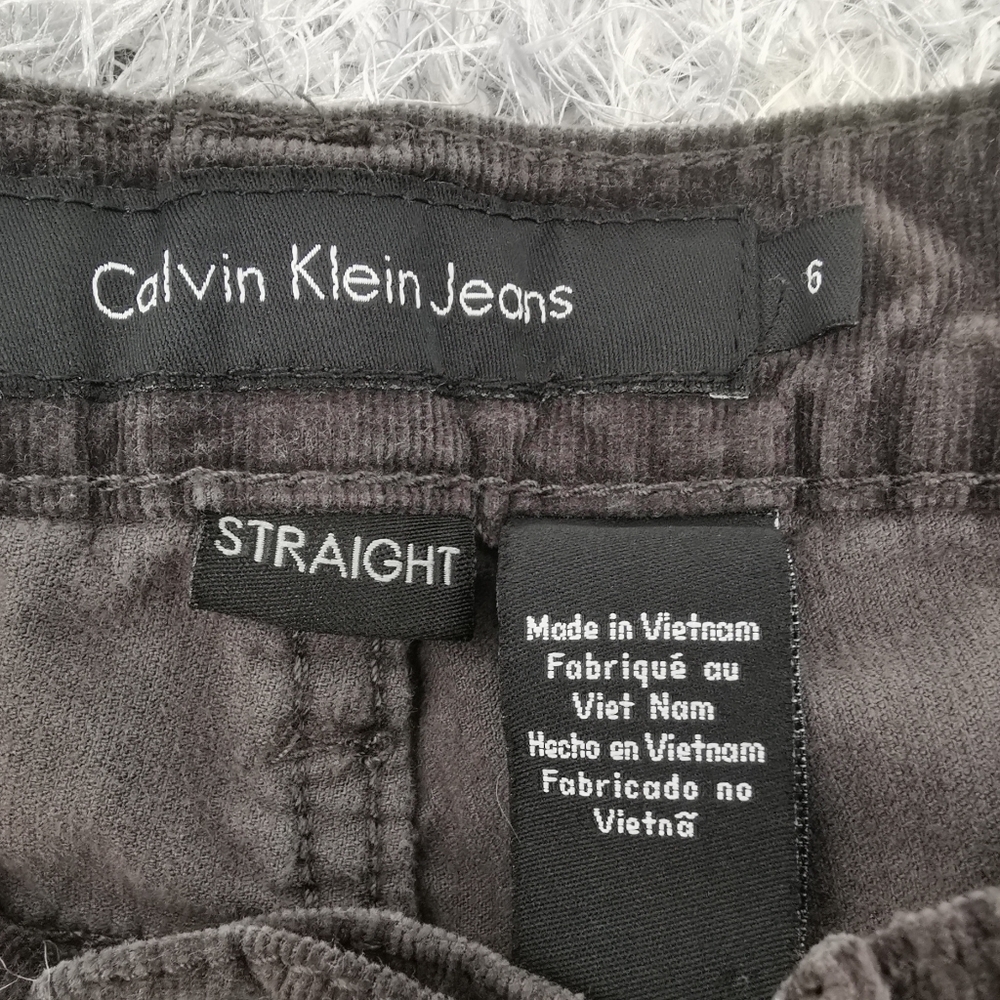 Calvin Klein Jeans
6
STRAIGHT
Made in Vietnam
Fabriqué au
Viet Nam
Hecho en Vietnam
Fabricado no
Vietnã